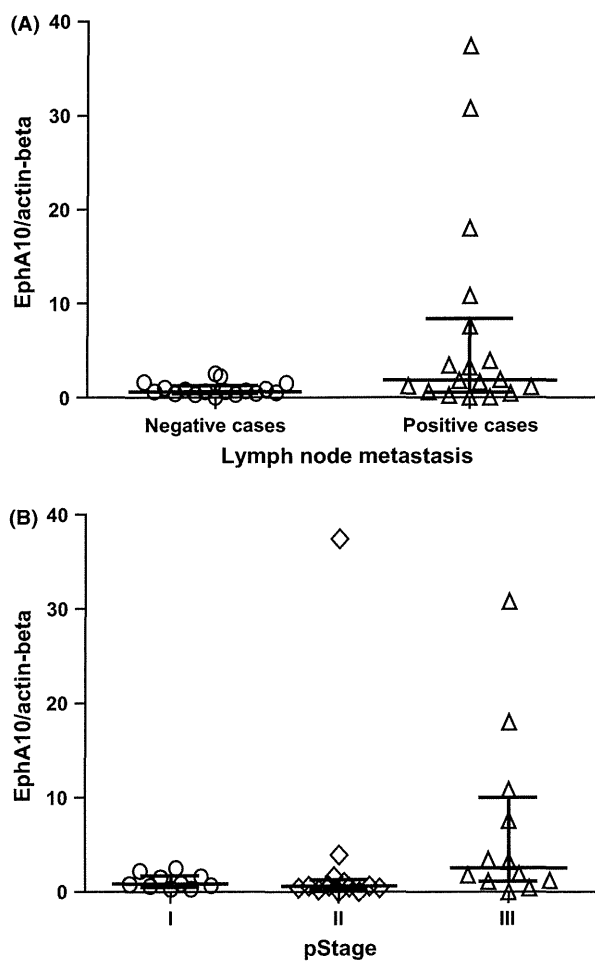 (A)
40
30
20
10
0
EphA10/actin-beta
Negative cases
Positive cases
Lymph node metastasis
(B)
40
30
20
10
0
EphA10/actin-beta
I
II
III
pStage